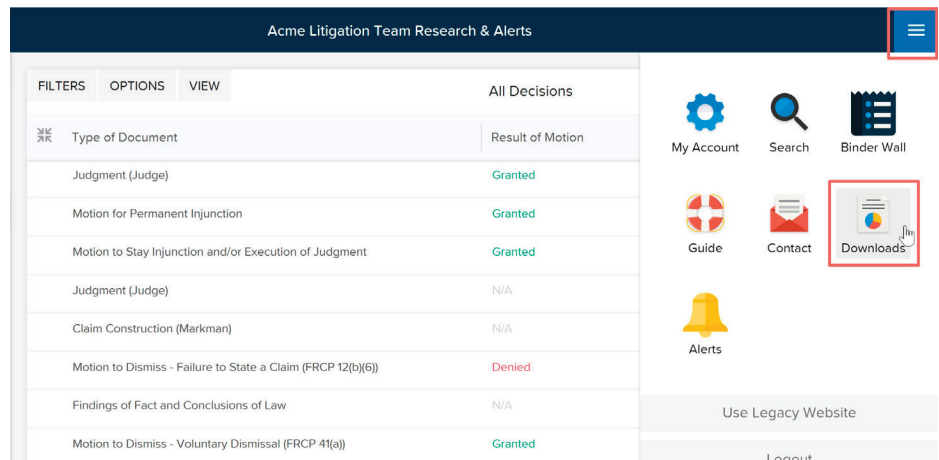 Acme Litigation Team Research & Alerts
FILTERS OPTIONS VIEW
All Decisions
Type of Document Result of Motion
Judgment (Judge) Granted
Motion for Permanent Injunction Granted
Motion to Stay Injunction and/or Execution of Judgment Granted
Judgment (Judge) N/A
Claim Construction (Markman) N/A
Motion to Dismiss - Failure to State a Claim (FRCP 12(b)(6)) Denied
Findings of Fact and Conclusions of Law N/A
Motion to Dismiss - Voluntary Dismissal (FRCP 41(a)) Granted
My Account Search Binder Wall
Guide Contact Downloads
Alerts
Use Legacy Website
Logout